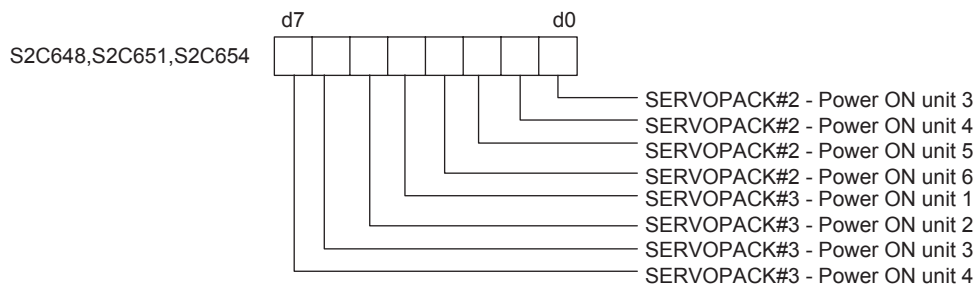 d7 d0
S2C648,S2C651,S2C654
SERVOPACK#2 - Power ON unit 3
SERVOPACK#2 - Power ON unit 4
SERVOPACK#2 - Power ON unit 5
SERVOPACK#2 - Power ON unit 6
SERVOPACK#3 - Power ON unit 1
SERVOPACK#3 - Power ON unit 2
SERVOPACK#3 - Power ON unit 3
SERVOPACK#3 - Power ON unit 4